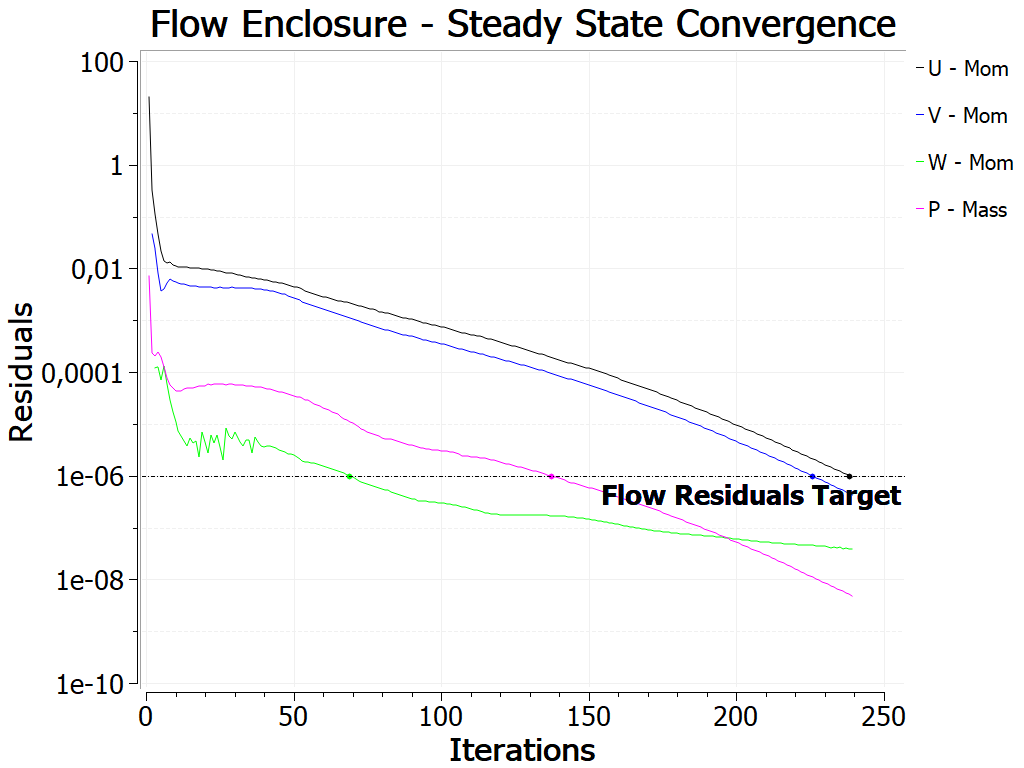 Flow Enclosure - Steady State Convergence
100
1
0,01
0,0001
1e-06
1e-08
1e-10
Residuals
U - Mom
V - Mom
W - Mom
P - Mass
Flow Residuals Target
0 50 100 150 200 250
Iterations